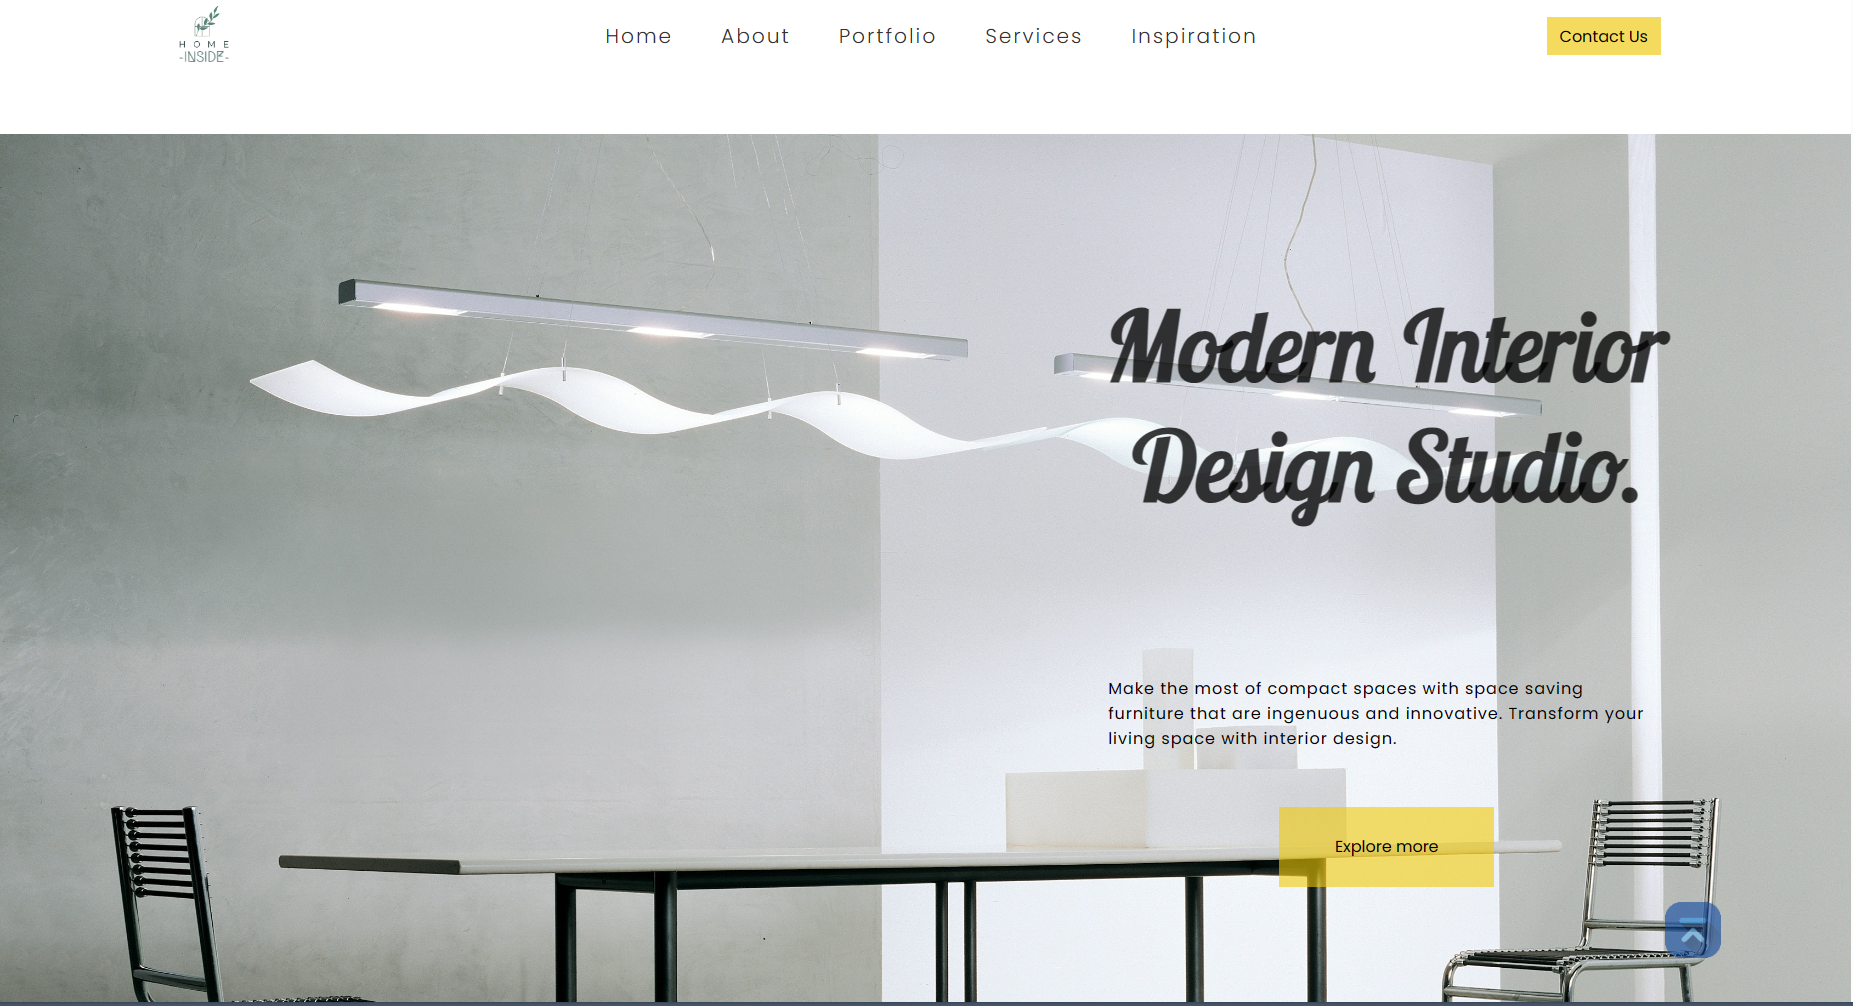 HOME
-INSIDE-
Home About Portfolio Services Inspiration
Contact Us
Modern Interior
Design Studio.
Make the most of compact spaces with space saving
furniture that are ingenuous and innovative. Transform your
living space with interior design.
Explore more